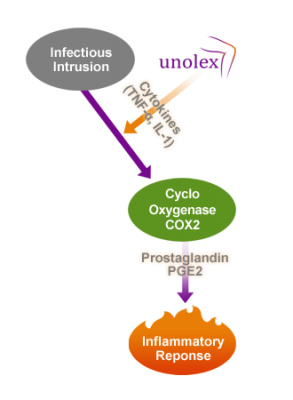 Infectious
Intrusion
unolex
Cytokines
(TNF-α, IL-1)
Cyclo
Oxygenase
COX2
Prostaglandin
PGE2
Inflammatory
Reponse